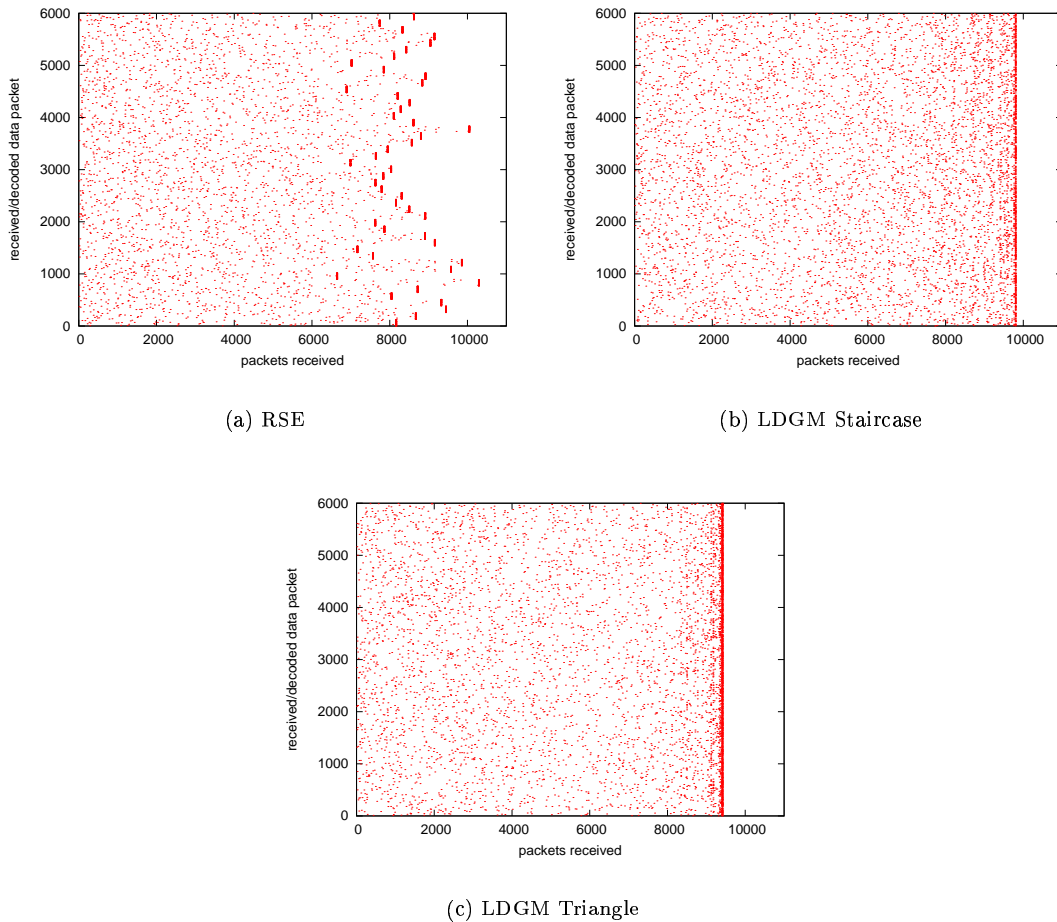 6000
5000
4000
3000
2000
1000
0
received/decoded data packet
0 2000 4000 6000 8000 10000
packets received
(a) RSE
6000
5000
4000
3000
2000
1000
0
received/decoded data packet
0 2000 4000 6000 8000 10000
packets received
(b) LDGM Staircase
6000
5000
4000
3000
2000
1000
0
received/decoded data packet
0 2000 4000 6000 8000 10000
packets received
(c) LDGM Triangle